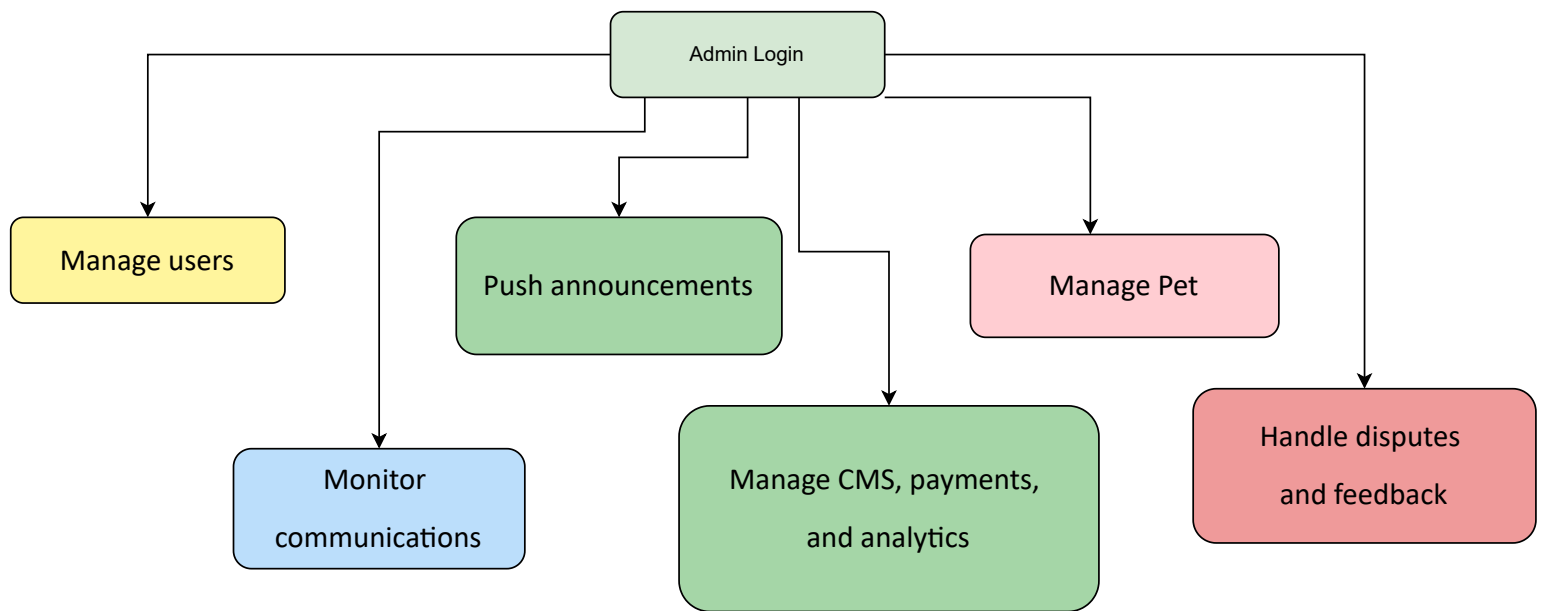 Admin Login
Manage users
Push announcements
Manage Pet
Monitor
communications
Manage CMS, payments,
and analytics
Handle disputes
and feedback